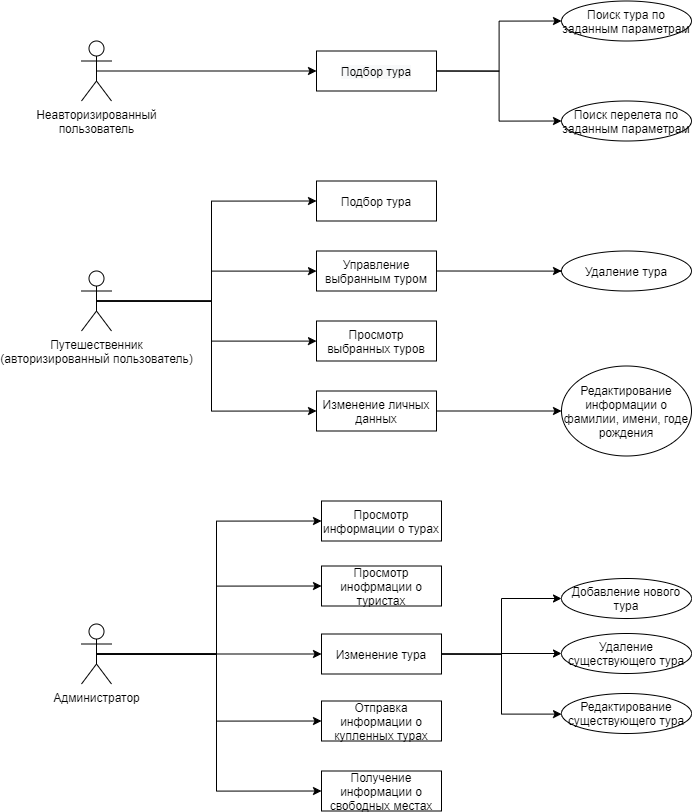 Поиск тура по
заданным параметрам
Подбор тура
Неавторизированный
пользователь
Поиск перелета по
заданным параметрам
Подбор тура
Управление
выбранным туром
Удаление тура
Путешественник
(авторизированный пользователь)
Просмотр
выбранных туров
Изменение личных
данных
Редактирование
информации о
фамилии, имени, годе
рождения
Просмотр
информации о турах
Просмотр
инофрмации о
туристах
Добавление нового
тура
Администратор
Изменение тура
Удаление
существующего тура
Отправка
информации о
купленных турах
Редактирование
существующего тура
Получение
информации о
свободных местах